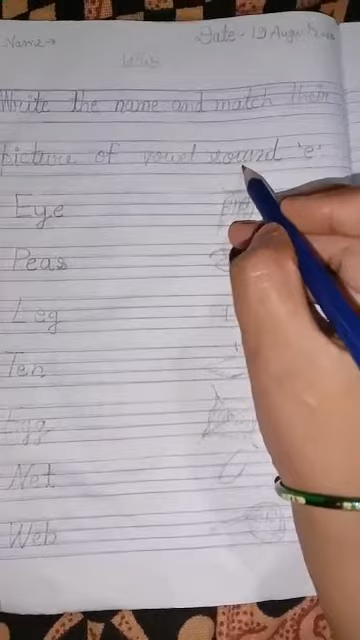 Name→ Date- 19 August
Write the name and match their
picture of vowel sound 'e'
Eye
Peas
Leg
Ten
Egg
Net
Web